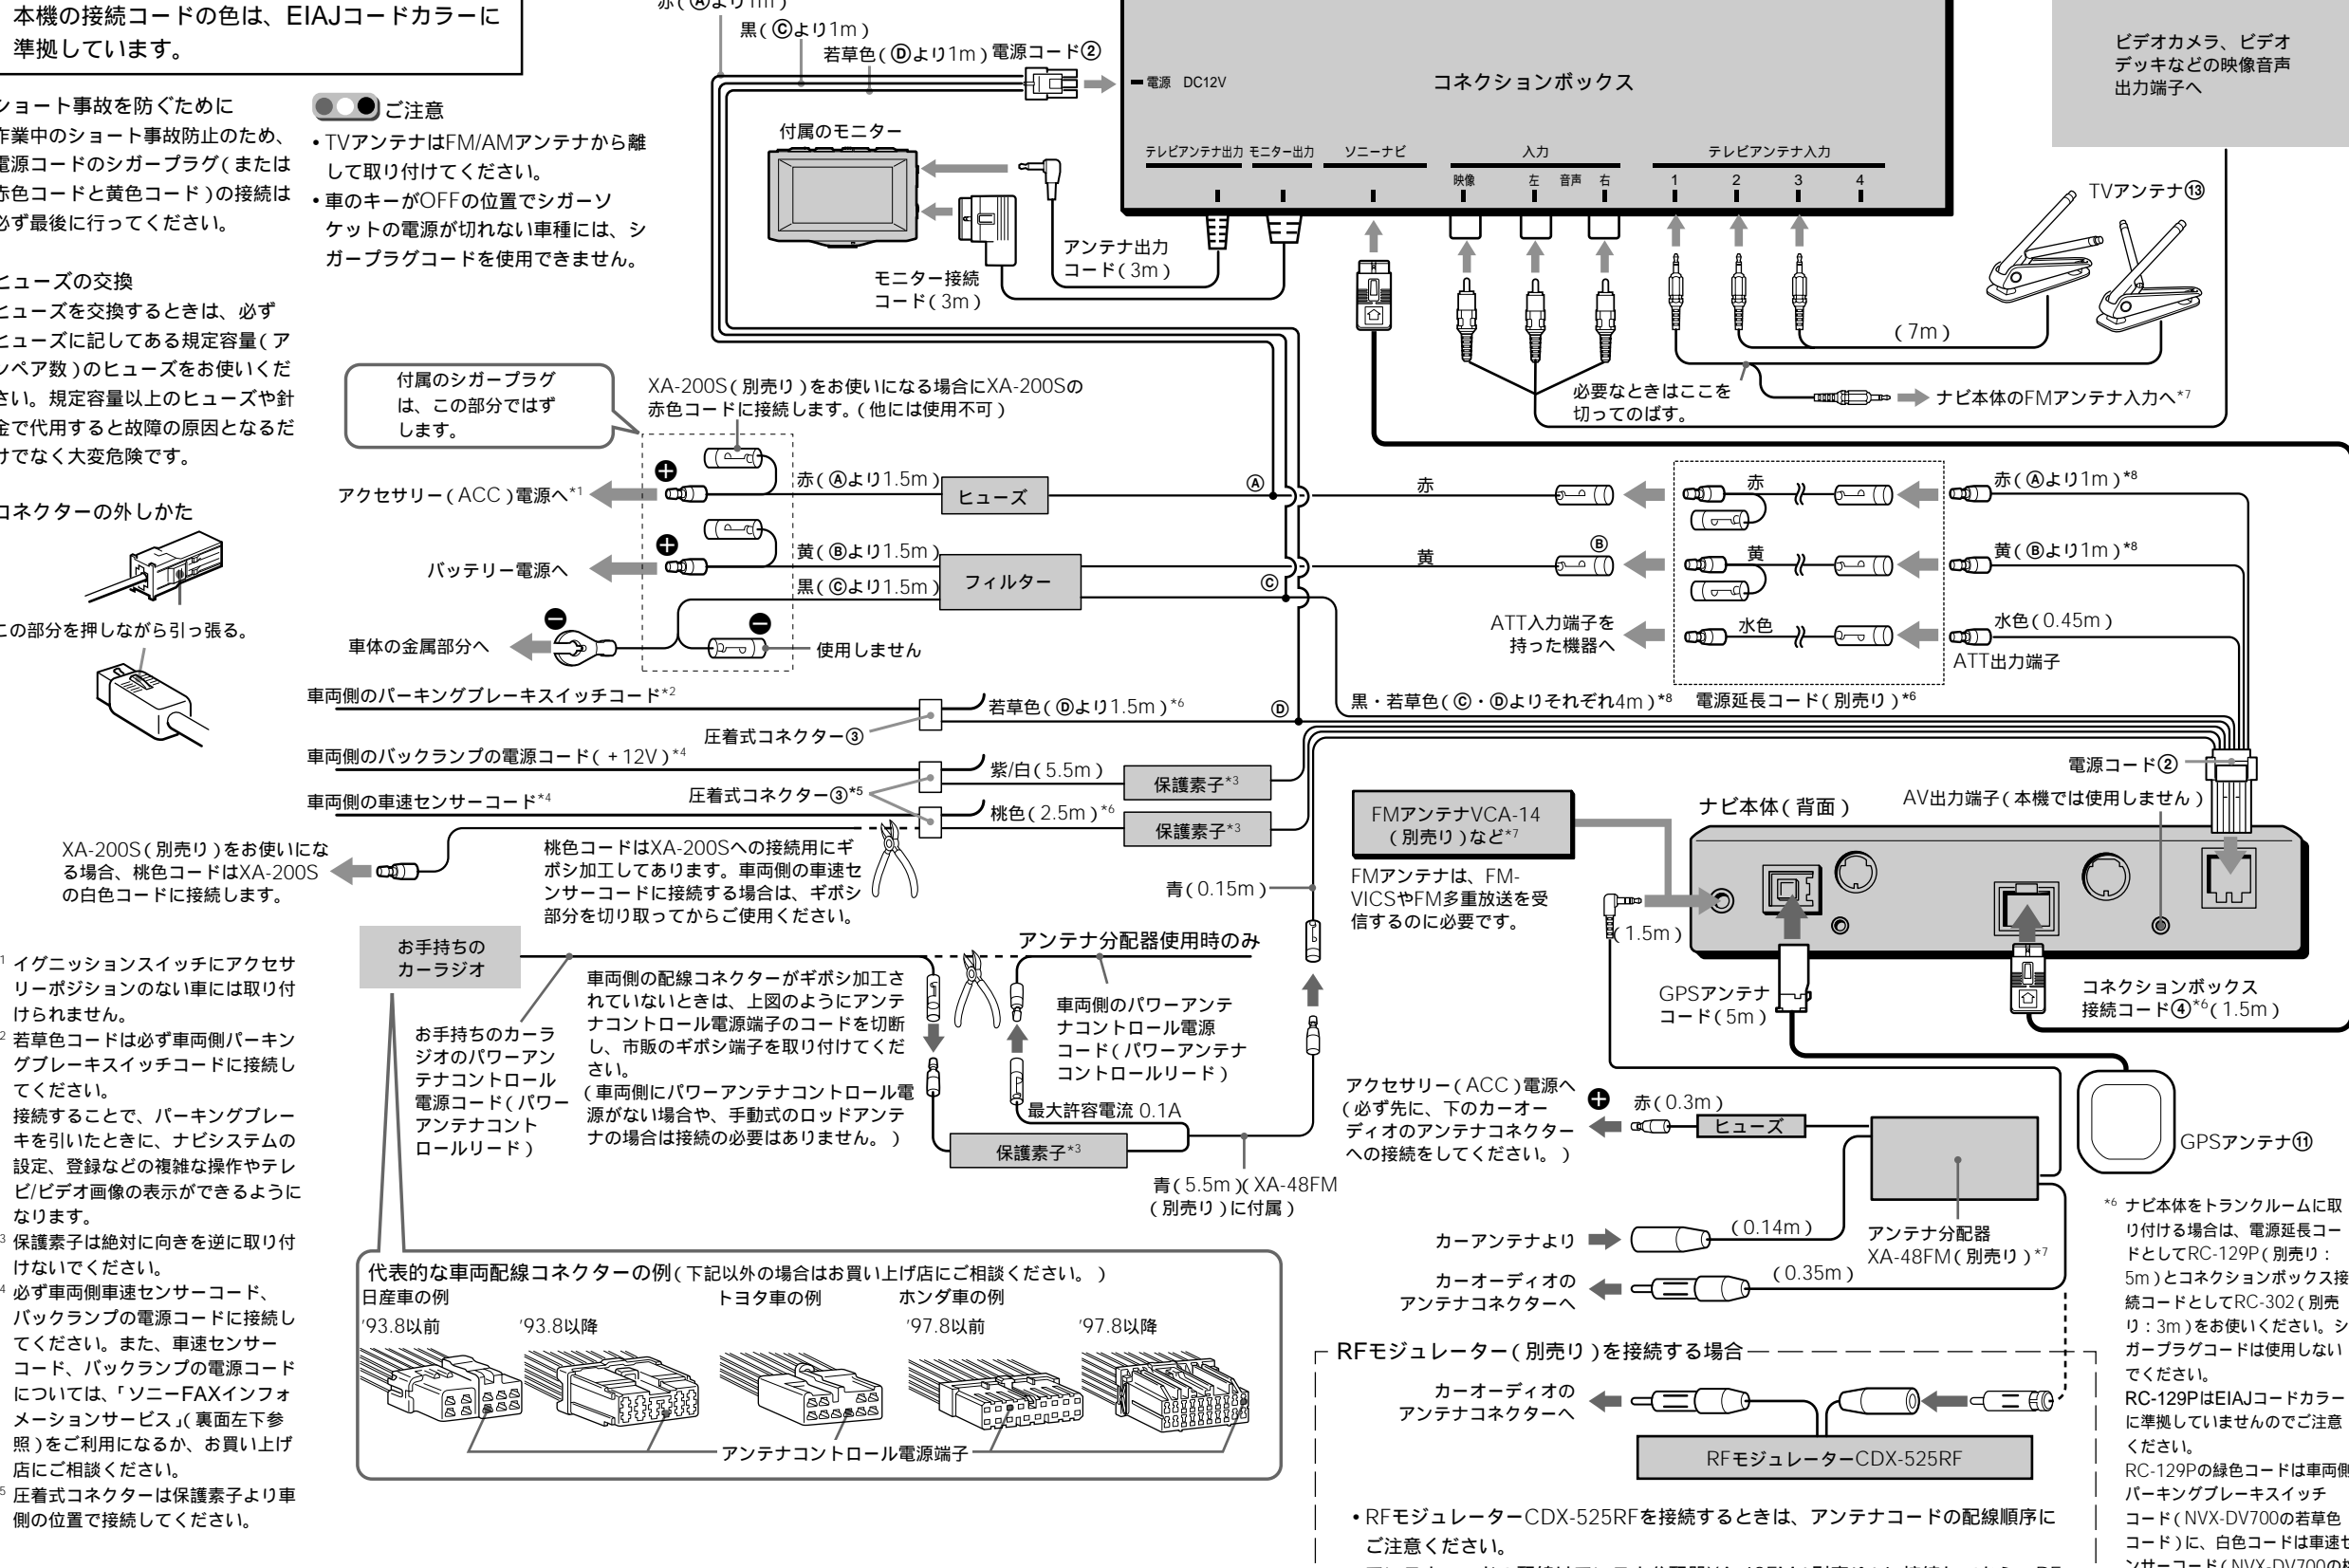 本機の接続コードの色は、EIAJコードカラーに
準拠しています。
ショート事故を防ぐために
作業中のショート事故防止のため、
電源コードのシガープラグ(または
赤色コードと黄色コード)の接続は
必ず最後に行ってください。
ヒューズの交換
ヒューズを交換するときは、必ず
ヒューズに記してある規定容量(ア
ンペア数)のヒューズをお使いくだ
さい。規定容量以上のヒューズや針
金で代用すると故障の原因となるだ
けでなく大変危険です。
コネクターの外しかた
この部分を押しながら引っ張る。
ご注意
•TVアンテナはFM/AMアンテナから離
して取り付けてください。
•車のキーがOFFの位置でシガーソ
ケットの電源が切れない車種には、シ
ガープラグコードを使用できません。
赤(Ⓐより1m)
黒(Ⓒより1m)
若草色(Ⓓより1m)
電源コード②
付属のモニター
アンテナ出力
コード(3m)
モニター接続
コード(3m)
電源 DC12V
コネクションボックス
テレビアンテナ出力
モニター出力
ソニーナビ
入力
テレビアンテナ入力
映像
左
音声
右
1
2
3
4
ビデオカメラ、ビデオ
デッキなどの映像音声
出力端子へ
TVアンテナ⑬
(7m)
必要なときはここを
切ってのばす。
ナビ本体のFMアンテナ入力へ*7
付属のシガープラグ
は、この部分ではず
します。
XA-200S(別売り)をお使いになる場合にXA-200Sの
赤色コードに接続します。(他には使用不可)
アクセサリー(ACC)電源へ*1
赤(Ⓐより1.5m)
ヒューズ
Ⓐ
赤
赤
赤(Ⓐより1m)*8
バッテリー電源へ
黄(Ⓑより1.5m)
黒(Ⓒより1.5m)
フィルター
Ⓒ
黄
Ⓑ
黄
黄(Ⓑより1m)*8
車体の金属部分へ
使用しません
ATT入力端子を
持った機器へ
水色
水色(0.45m)
ATT出力端子
車両側のパーキングブレーキスイッチコード*2
若草色(Ⓓより1.5m)*6
Ⓓ
黒・若草色(Ⓒ・Ⓓよりそれぞれ4m)*8
電源延長コード(別売り)*6
圧着式コネクター③
車両側のバックランプの電源コード(+12V)*4
紫/白(5.5m)
保護素子*3
圧着式コネクター③*5
車両側の車速センサーコード*4
桃色(2.5m)*6
保護素子*3
XA-200S(別売り)をお使いにな
る場合、桃色コードはXA-200S
の白色コードに接続します。
桃色コードはXA-200Sへの接続用にギ
ボシ加工してあります。車両側の車速セ
ンサーコードに接続する場合は、ギボシ
部分を切り取ってからご使用ください。
電源コード②
AV出力端子(本機では使用しません)
ナビ本体(背面)
FMアンテナVCA-14
(別売り)など*7
FMアンテナは、FM-
VICSやFM多重放送を受
信するのに必要です。
青(0.15m)
(1.5m)
GPSアンテナ
コード(5m)
コネクションボックス
接続コード④*6(1.5m)
GPSアンテナ⑪
お手持ちの
カーラジオ
アンテナ分配器使用時のみ
お手持ちのカーラ
ジオのパワーアン
テナコントロール
電源コード(パワー
アンテナコント
ロールリード)
車両側の配線コネクターがギボシ加工さ
れていないときは、上図のようにアンテ
ナコントロール電源端子のコードを切断
し、市販のギボシ端子を取り付けてくだ
さい。
(車両側にパワーアンテナコントロール電
源がない場合や、手動式のロッドアンテ
ナの場合は接続の必要はありません。)
車両側のパワーアンテ
ナコントロール電源
コード(パワーアンテナ
コントロールリード)
最大許容電流 0.1A
保護素子*3
青(5.5m)(XA-48FM
(別売り)に付属)
アクセサリー(ACC)電源へ
(必ず先に、下のカーオー
ディオのアンテナコネクター
への接続をしてください。)
赤(0.3m)
ヒューズ
カーアンテナより
(0.14m)
アンテナ分配器
XA-48FM(別売り)*7
カーオーディオの
アンテナコネクターへ
(0.35m)
RFモジュレーター(別売り)を接続する場合
カーオーディオの
アンテナコネクターへ
RFモジュレーターCDX-525RF
•RFモジュレーターCDX-525RFを接続するときは、アンテナコードの配線順序に
ご注意ください。
代表的な車両配線コネクターの例(下記以外の場合はお買い上げ店にご相談ください。)
日産車の例
トヨタ車の例
ホンダ車の例
'93.8以前
'93.8以降
'97.8以前
'97.8以降
アンテナコントロール電源端子
1 イグニッションスイッチにアクセサ
リーポジションのない車には取り付
けられません。
2 若草色コードは必ず車両側パーキン
グブレーキスイッチコードに接続し
てください。
接続することで、パーキングブレー
キを引いたときに、ナビシステムの
設定、登録などの複雑な操作やテレ
ビ/ビデオ画像の表示ができるように
なります。
3 保護素子は絶対に向きを逆に取り付
けないでください。
4 必ず車両側車速センサーコード、
バックランプの電源コードに接続し
てください。また、車速センサー
コード、バックランプの電源コード
については、「ソニーFAXインフォ
メーションサービス」(裏面左下参
照)をご利用になるか、お買い上げ
店にご相談ください。
5 圧着式コネクターは保護素子より車
側の位置で接続してください。
*6 ナビ本体をトランクルームに取
り付ける場合は、電源延長コー
ドとしてRC-129P(別売り:
5m)とコネクションボックス接
続コードとしてRC-302(別売
り:3m)をお使いください。シ
ガープラグコードは使用しない
でください。
RC-129PはEIAJコードカラー
に準拠していませんのでご注意
ください。
RC-129Pの緑色コードは車両側
パーキングブレーキスイッチ
コード(NVX-DV700の若草色
コード)に、白色コードは車速セ